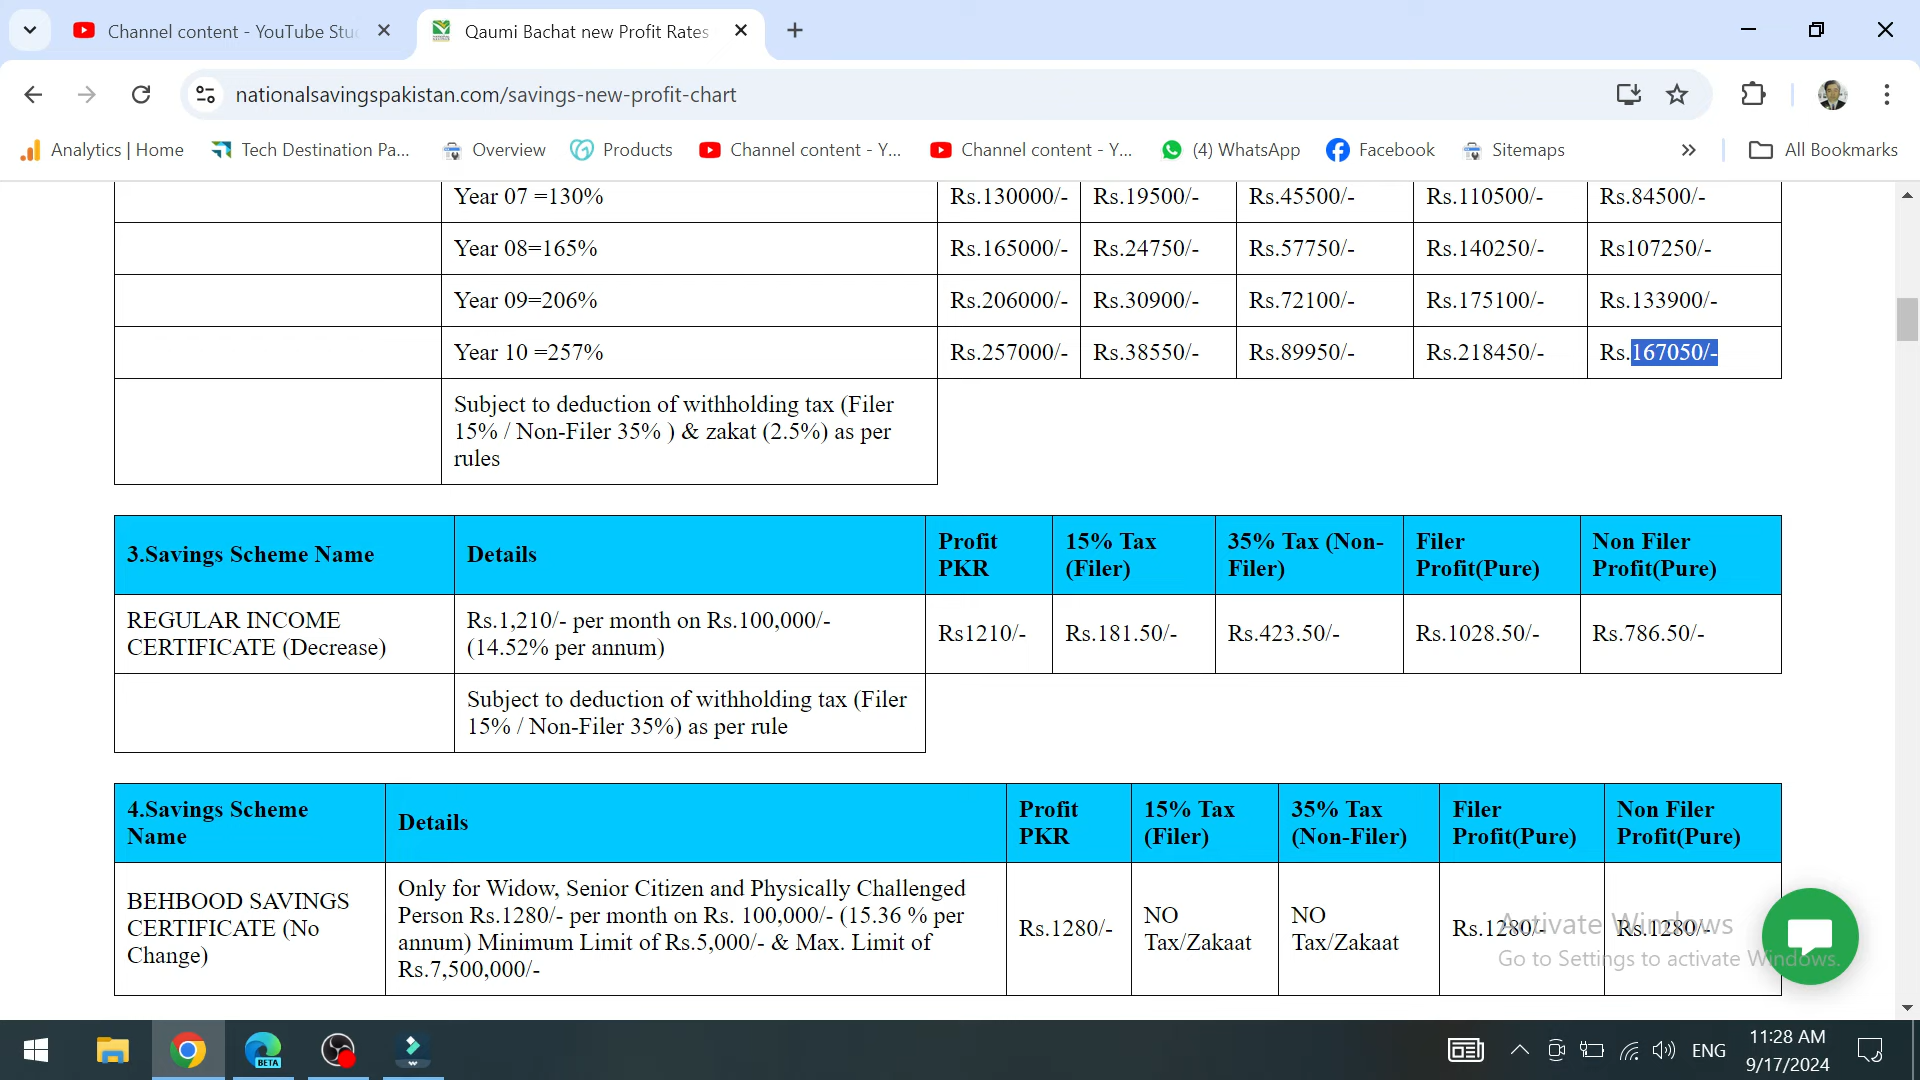 Channel content - YouTube Stu
Qaumi Bachat new Profit Rates
nationalsavingspakistan.com/savings-new-profit-chart
Analytics | Home
Tech Destination Pa...
Overview
Products
Channel content - Y...
Channel content - Y...
(4) WhatsApp
Facebook
Sitemaps
All Bookmarks
Year 07 =130% Rs.130000/- Rs.19500/- Rs.45500/- Rs.110500/- Rs.84500/-
Year 08=165% Rs.165000/- Rs.24750/- Rs.57750/- Rs.140250/- Rs107250/-
Year 09=206% Rs.206000/- Rs.30900/- Rs.72100/- Rs.175100/- Rs.133900/-
Year 10 =257% Rs.257000/- Rs.38550/- Rs.89950/- Rs.218450/- Rs.167050/-
Subject to deduction of withholding tax (Filer
15% / Non-Filer 35% ) & zakat (2.5%) as per
rules
3.Savings Scheme Name
Details
Profit
PKR
15% Tax
(Filer)
35% Tax (Non-
Filer)
Filer
Profit(Pure)
Non Filer
Profit(Pure)
REGULAR INCOME
CERTIFICATE (Decrease)
Rs.1,210/- per month on Rs.100,000/-
(14.52% per annum)
Rs1210/-
Rs.181.50/-
Rs.423.50/-
Rs.1028.50/-
Rs.786.50/-
Subject to deduction of withholding tax (Filer
15% / Non-Filer 35%) as per rule
4.Savings Scheme
Name
Details
Profit
PKR
15% Tax
(Filer)
35% Tax
(Non-Filer)
Filer
Profit(Pure)
Non Filer
Profit(Pure)
BEHBOOD SAVINGS
CERTIFICATE (No
Change)
Only for Widow, Senior Citizen and Physically Challenged
Person Rs.1280/- per month on Rs. 100,000/- (15.36 % per
annum) Minimum Limit of Rs.5,000/- & Max. Limit of
Rs.7,500,000/-
Rs.1280/-
NO
Tax/Zakaat
NO
Tax/Zakaat
Rs.1280/-
Rs.1280/-
Activate Windows
Go to Settings to activate Windows.
BETA
ENG
11:28 AM
9/17/2024